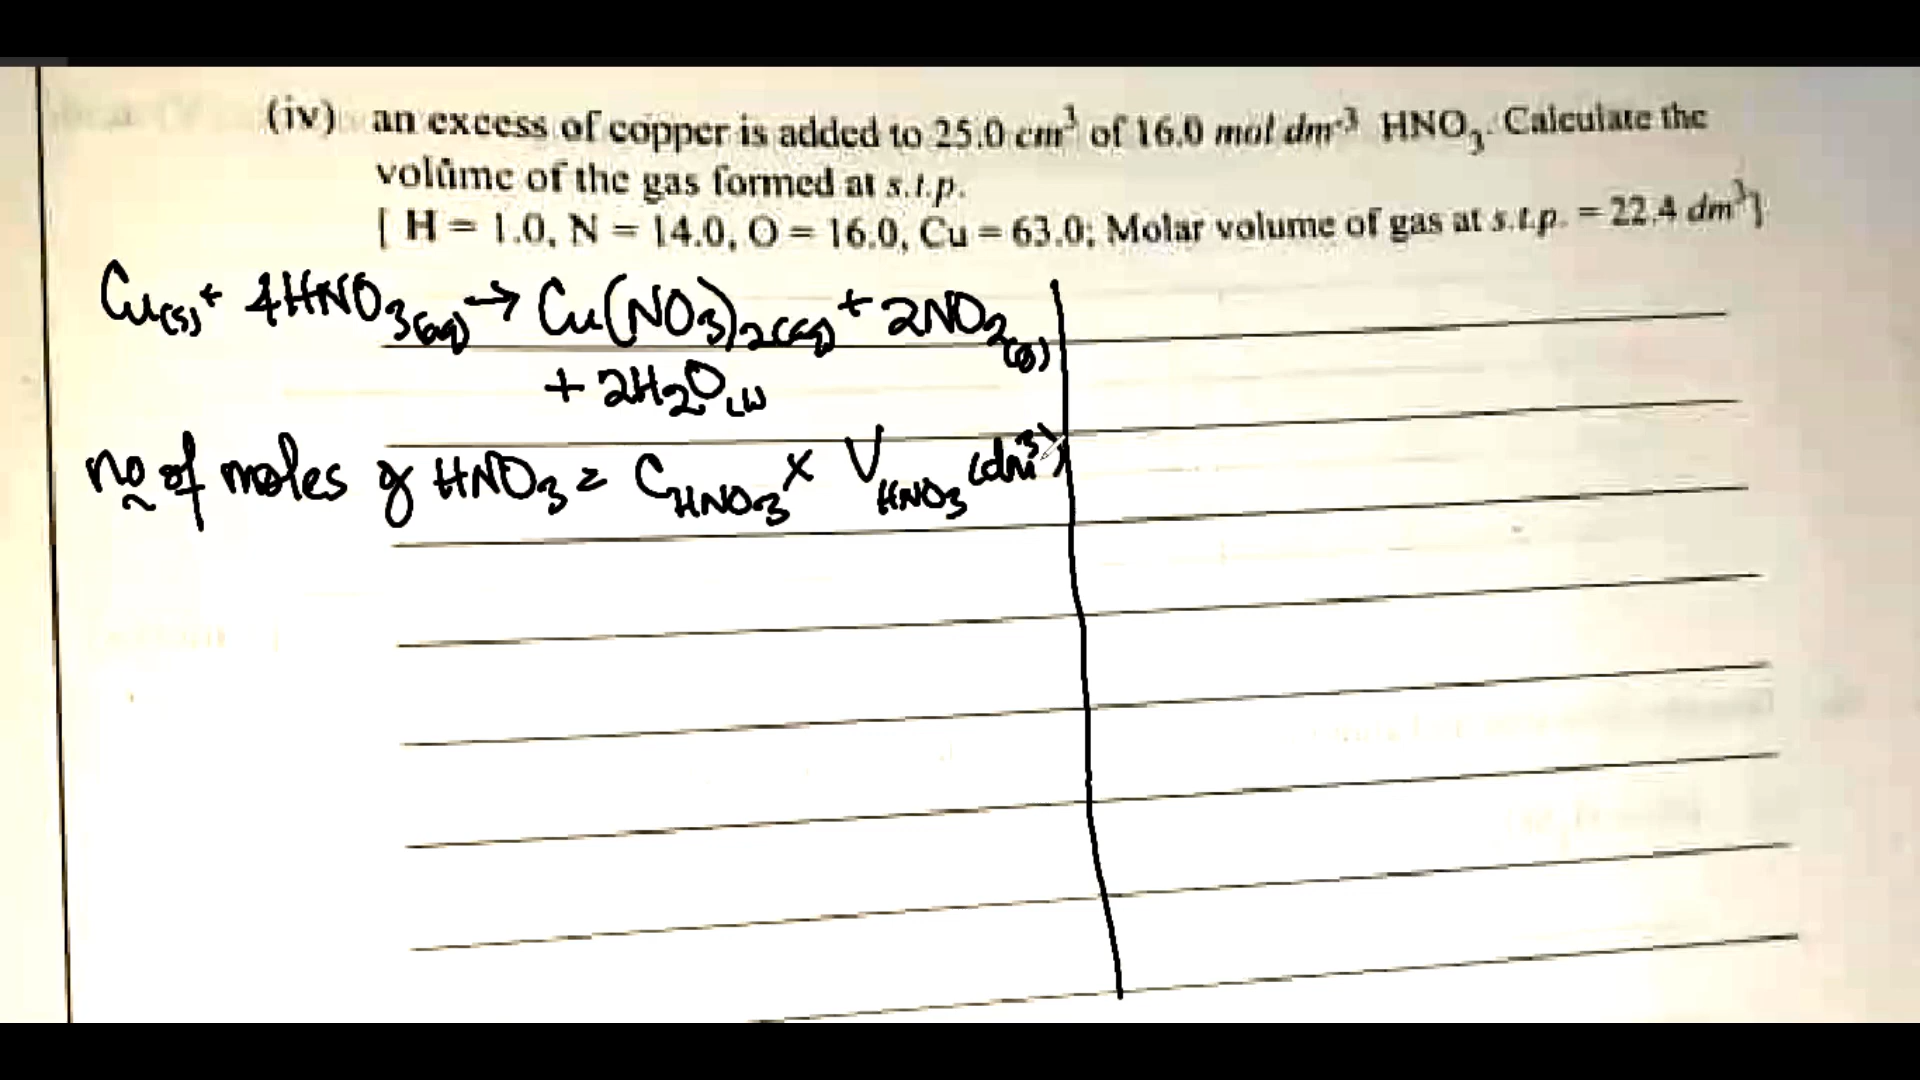 (iv) an excess of copper is added to 25.0 cm³ of 16.0 mol dm⁻³ HNO₃. Calculate the
volume of the gas formed at s.t.p.
[ H = 1.0, N = 14.0, O = 16.0, Cu = 63.0; Molar volume of gas at s.t.p. = 22.4 dm³]
Cu(s) + 4HNO₃(aq) → Cu(NO₃)₂(aq) + 2NO₂(g)
+ 2H₂O(l)
no of moles of HNO₃ = C HNO₃ × V HNO₃ (dm³)